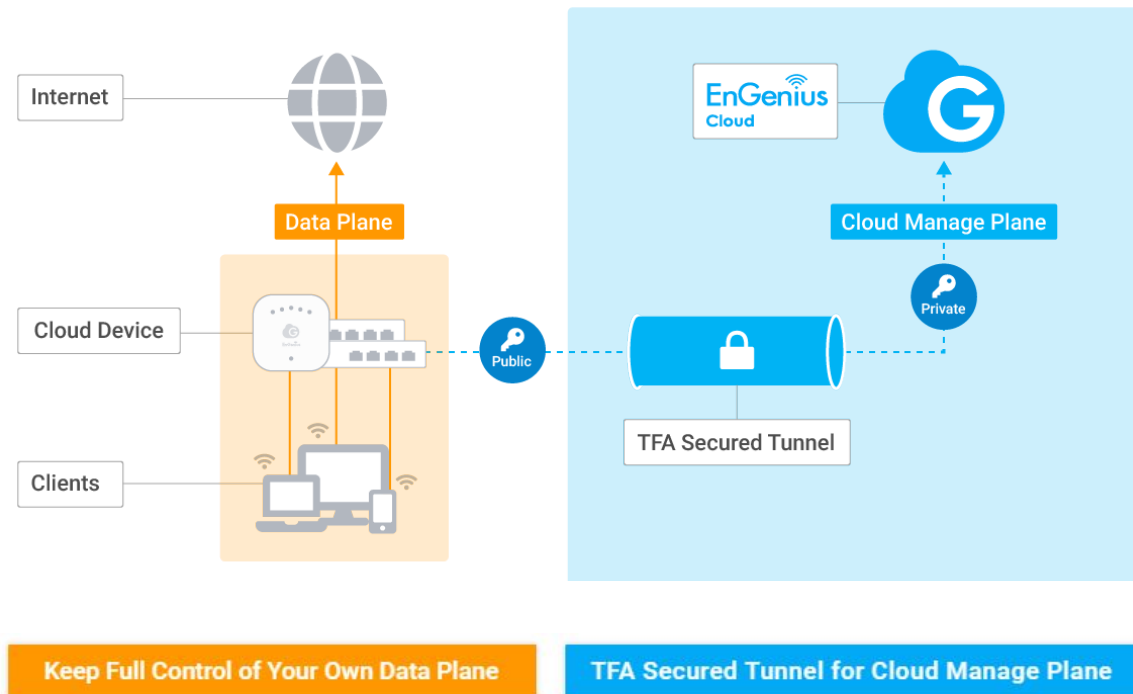 Internet
EnGenius
Cloud
G
Data Plane
Cloud Manage Plane
Cloud Device
EnGenius
Private
Public
TFA Secured Tunnel
Clients
Keep Full Control of Your Own Data Plane
TFA Secured Tunnel for Cloud Manage Plane